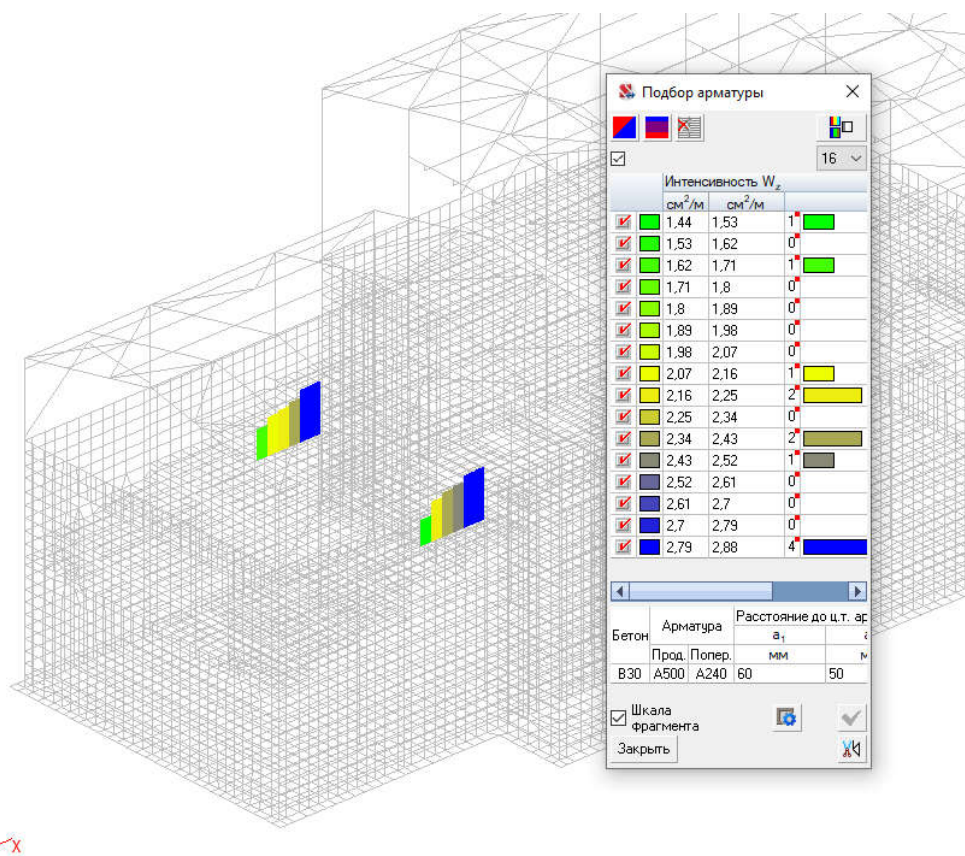 Подбор арматуры
16
Интенсивность Wz
см²/м см²/м
1,44 1,53 1
1,53 1,62 0
1,62 1,71 1
1,71 1,8 0
1,8 1,89 0
1,89 1,98 0
1,98 2,07 0
2,07 2,16 1
2,16 2,25 2
2,25 2,34 0
2,34 2,43 2
2,43 2,52 1
2,52 2,61 0
2,61 2,7 0
2,7 2,79 0
2,79 2,88 4
Бетон Арматура Расстояние до ц.т. ар
a₁
Прод. Попер. мм
B30 A500 A240 60 50
Шкала
фрагмента
Закрыть
X